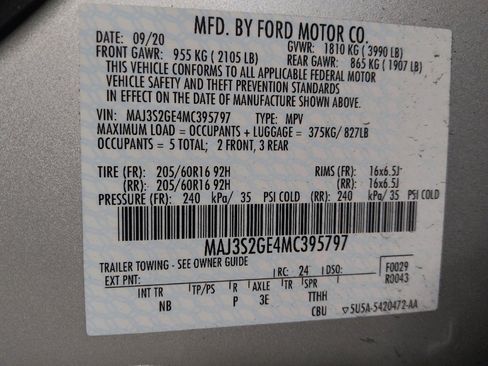 MFD. BY FORD MOTOR CO.
DATE: 09/20 GVWR: 1810 KG ( 3990 LB)
FRONT GAWR: 955 KG ( 2105 LB) REAR GAWR: 865 KG ( 1907 LB)
THIS VEHICLE CONFORMS TO ALL APPLICABLE FEDERAL MOTOR
VEHICLE SAFETY AND THEFT PREVENTION STANDARDS
IN EFFECT ON THE DATE OF MANUFACTURE SHOWN ABOVE.
VIN: MAJ3S2GE4MC395797 TYPE: MPV
MAXIMUM LOAD = OCCUPANTS + LUGGAGE = 375KG/ 827LB
OCCUPANTS = 5 TOTAL; 2 FRONT, 3 REAR
TIRE (FR): 205/60R16 92H RIMS (FR): 16x6.5J
(RR): 205/60R16 92H (RR): 16x6.5J
PRESSURE (FR): 240 kPa/ 35 PSI COLD (RR): 240 kPa/ 35 PSI COLD
MAJ3S2GE4MC395797
TRAILER TOWING - SEE OWNER GUIDE
EXT PNT: RC: 24 DSO: F0029
R0043
INT TR TP/PS R AXLE TR SPR
NB P 3E TTHH
CBU 5U5A-5420472-AA